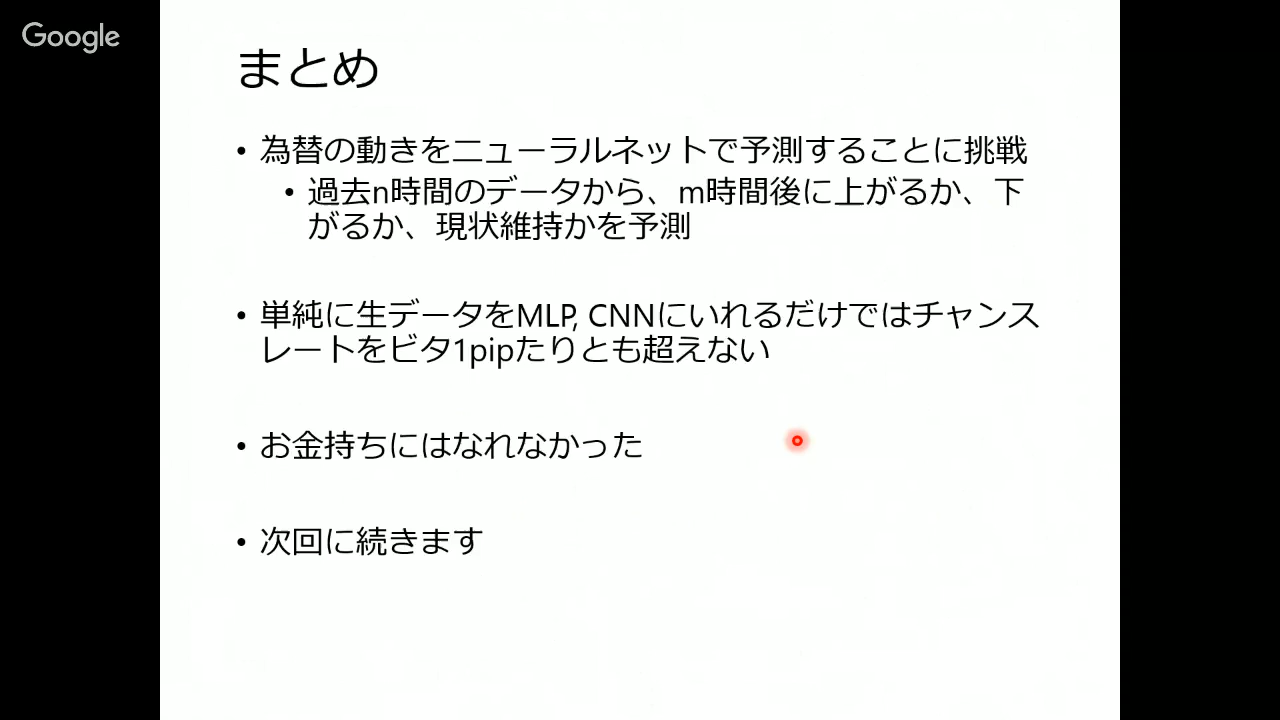 Google
まとめ
• 為替の動きをニューラルネットで予測することに挑戦
• 過去n時間のデータから、m時間後に上がるか、下
がるか、現状維持かを予測
• 単純に生データをMLP, CNNにいれるだけではチャンス
レートをビタ1pipたりとも超えない
• お金持ちにはなれなかった
• 次回に続きます